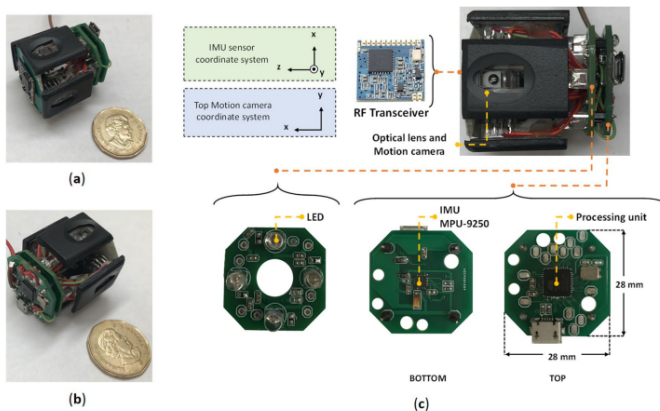 IMU sensor
coordinate system
x
z
y
Top Motion camera
coordinate system
y
x
RF Transceiver
Optical lens and
Motion camera
(a)
LED
IMU
MPU-9250
Processing unit
28 mm
28 mm
BOTTOM
TOP
(b)
(c)